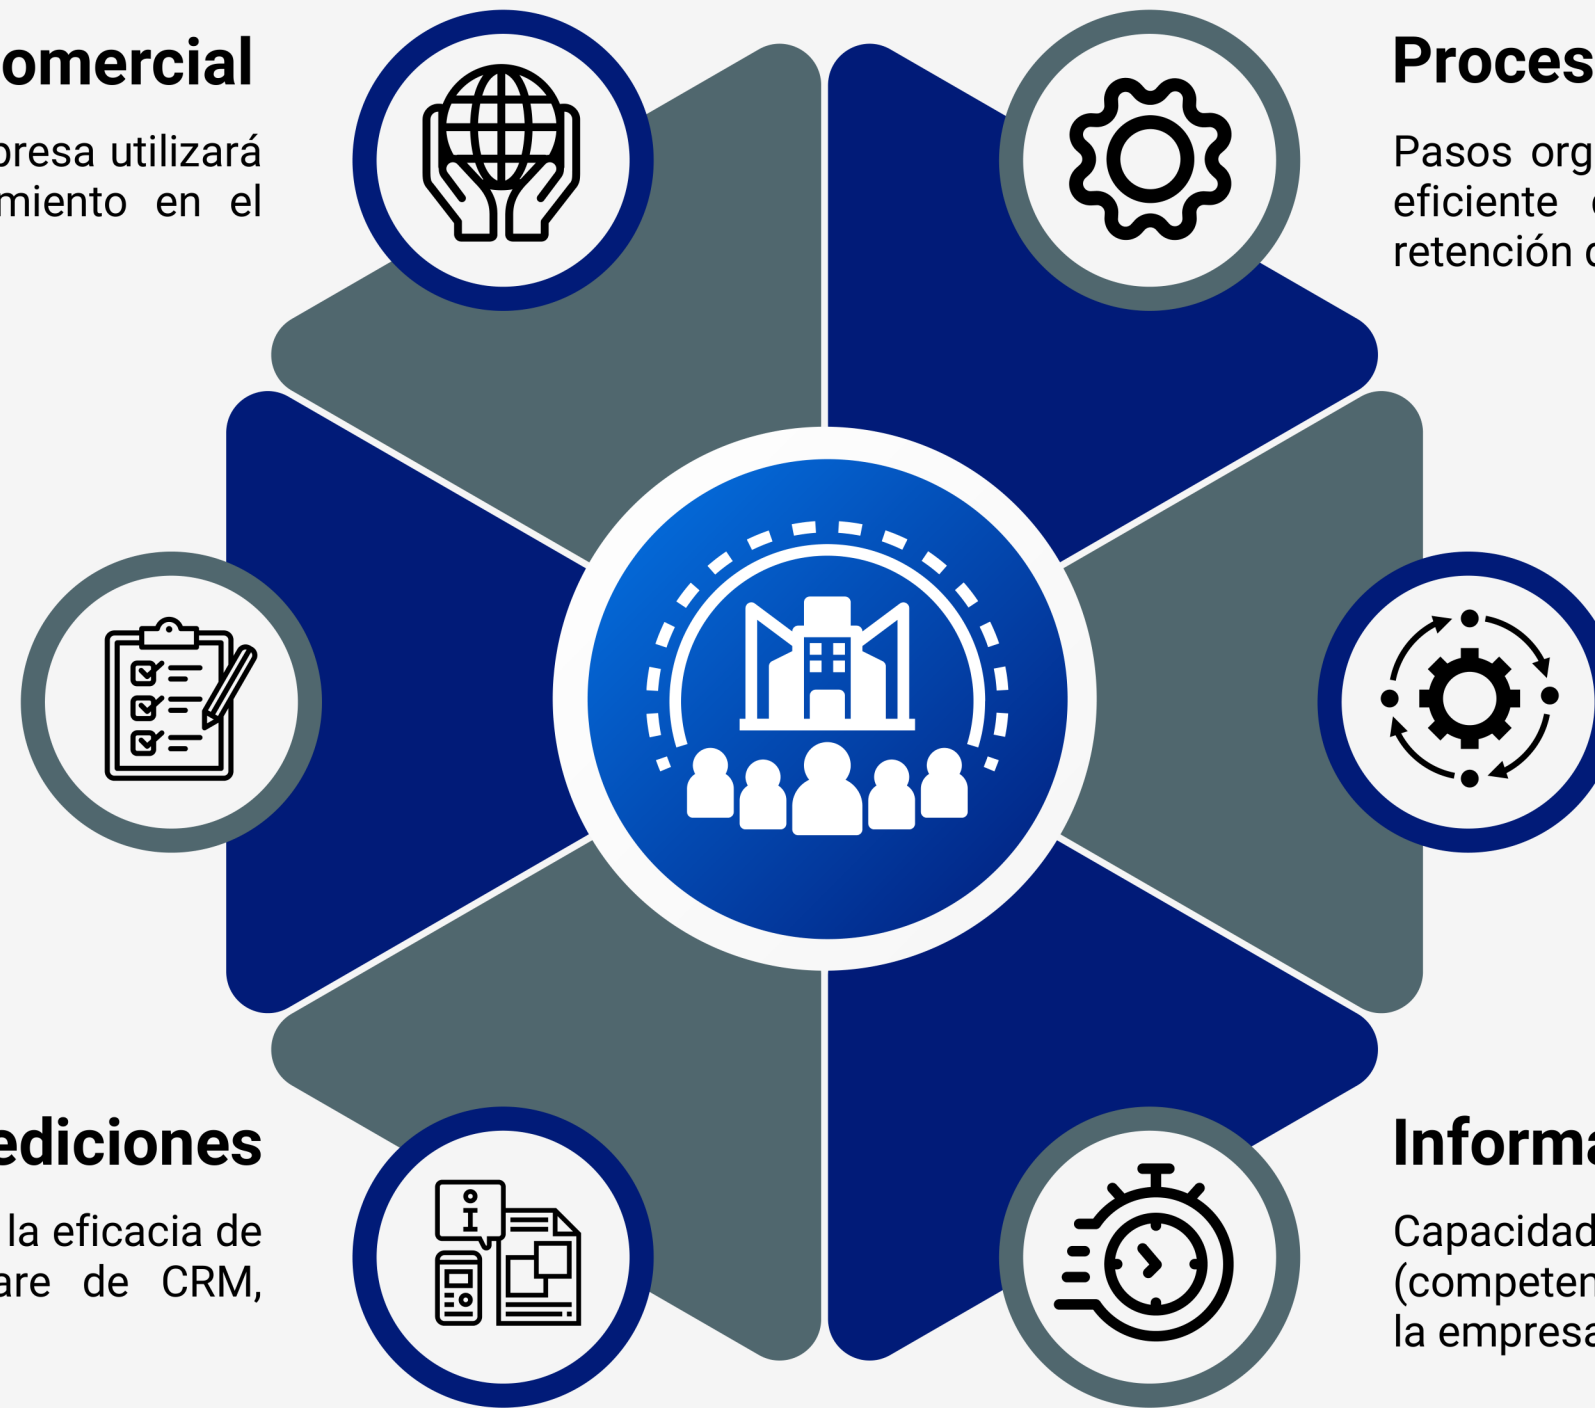 omercial
presa utilizará
miento en el
Proces
Pasos org
eficiente
retención
ediciones
la eficacia de
are de CRM,
Informa
Capacidad
(competen
la empresa